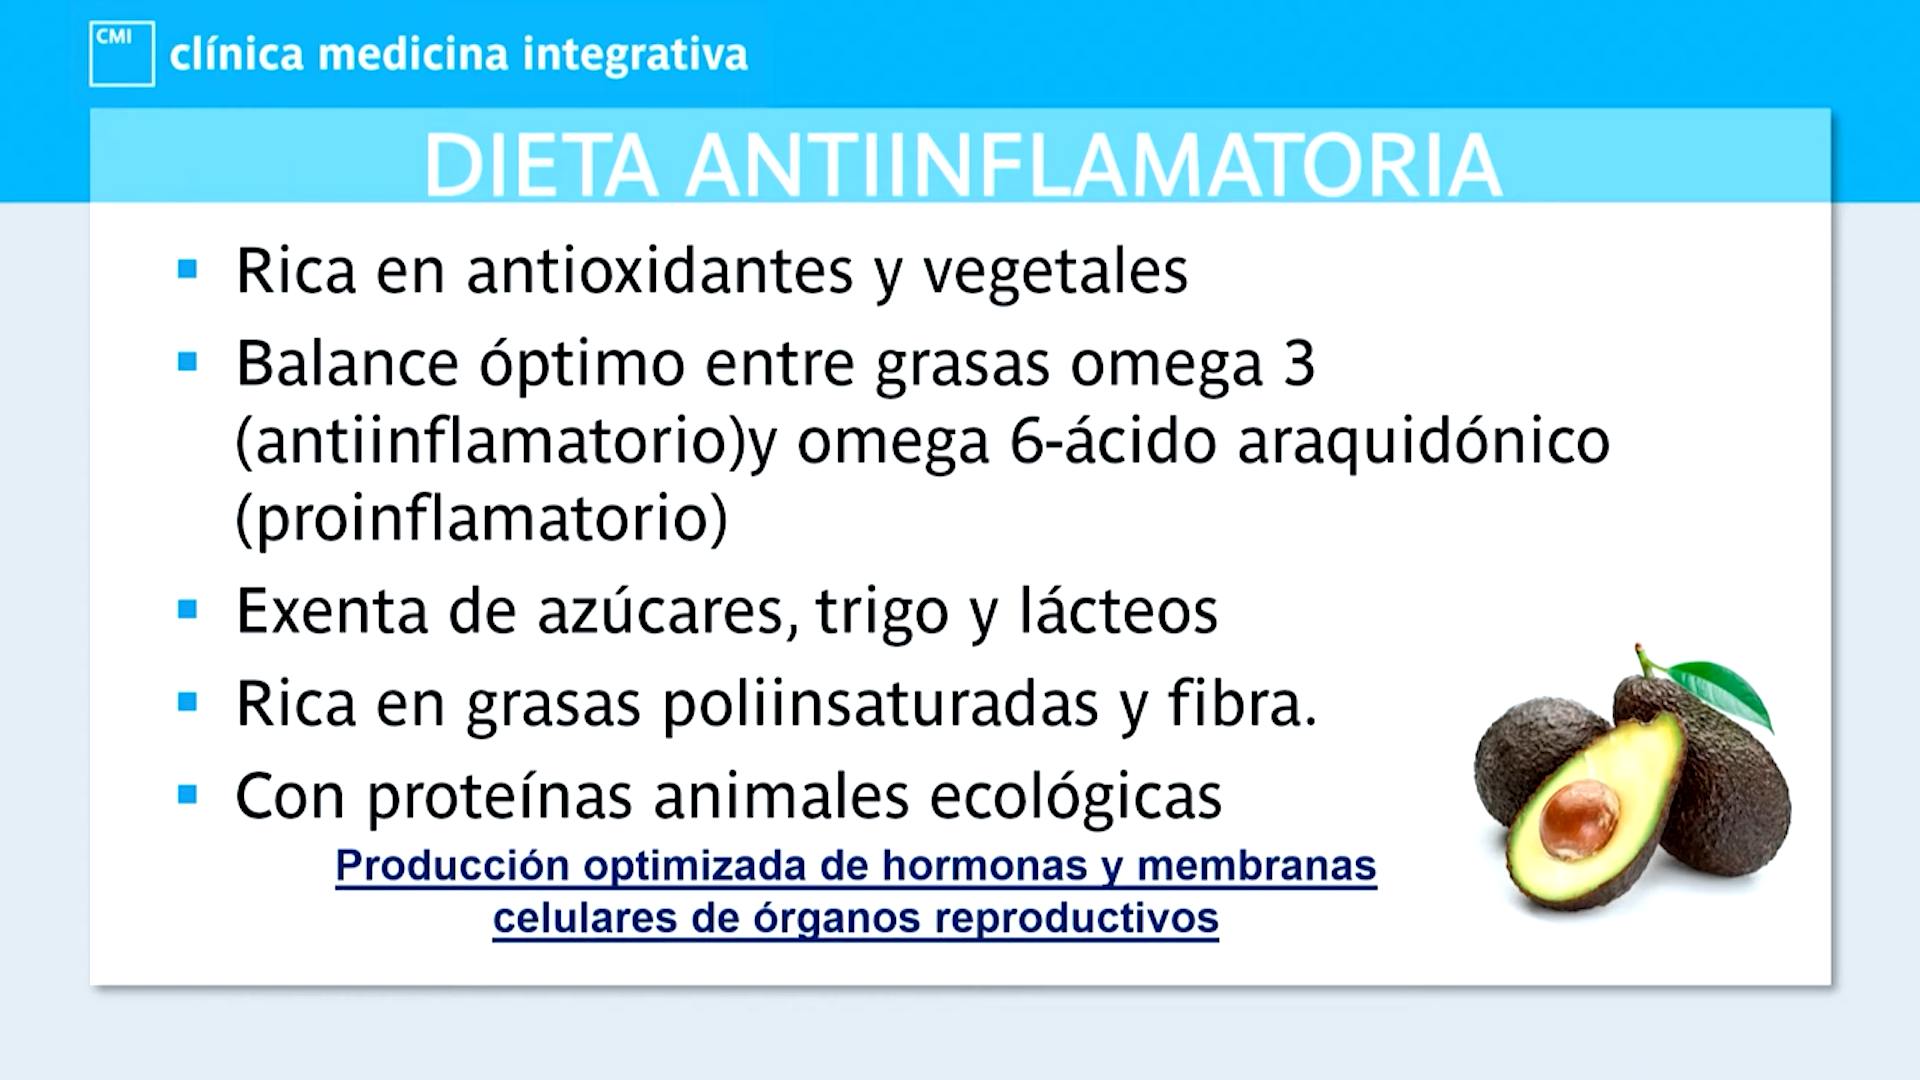 CMI
clínica medicina integrativa
DIETA ANTIINFLAMATORIA
Rica en antioxidantes y vegetales
Balance óptimo entre grasas omega 3
(antiinflamatorio)y omega 6-ácido araquidónico
(proinflamatorio)
Exenta de azúcares, trigo y lácteos
Rica en grasas poliinsaturadas y fibra.
Con proteínas animales ecológicas
Producción optimizada de hormonas y membranas
celulares de órganos reproductivos